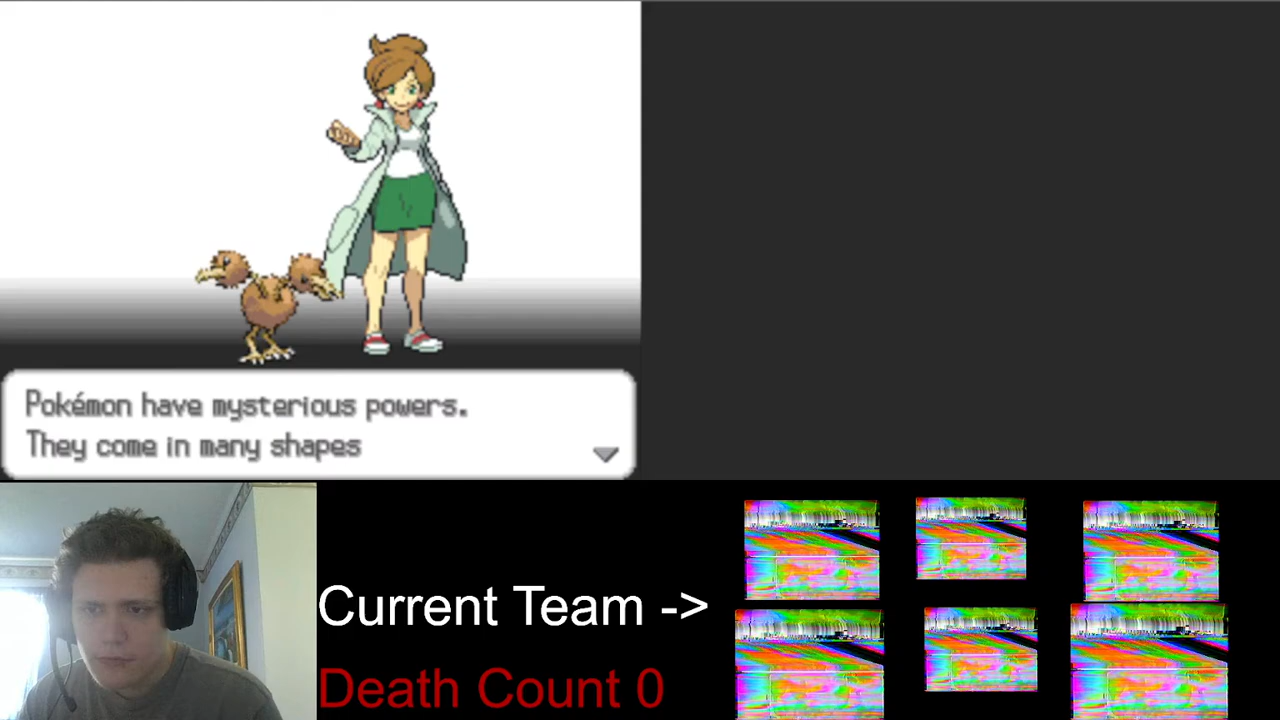 Pokémon have mysterious powers.
They come in many shapes
Current Team ->
Death Count 0